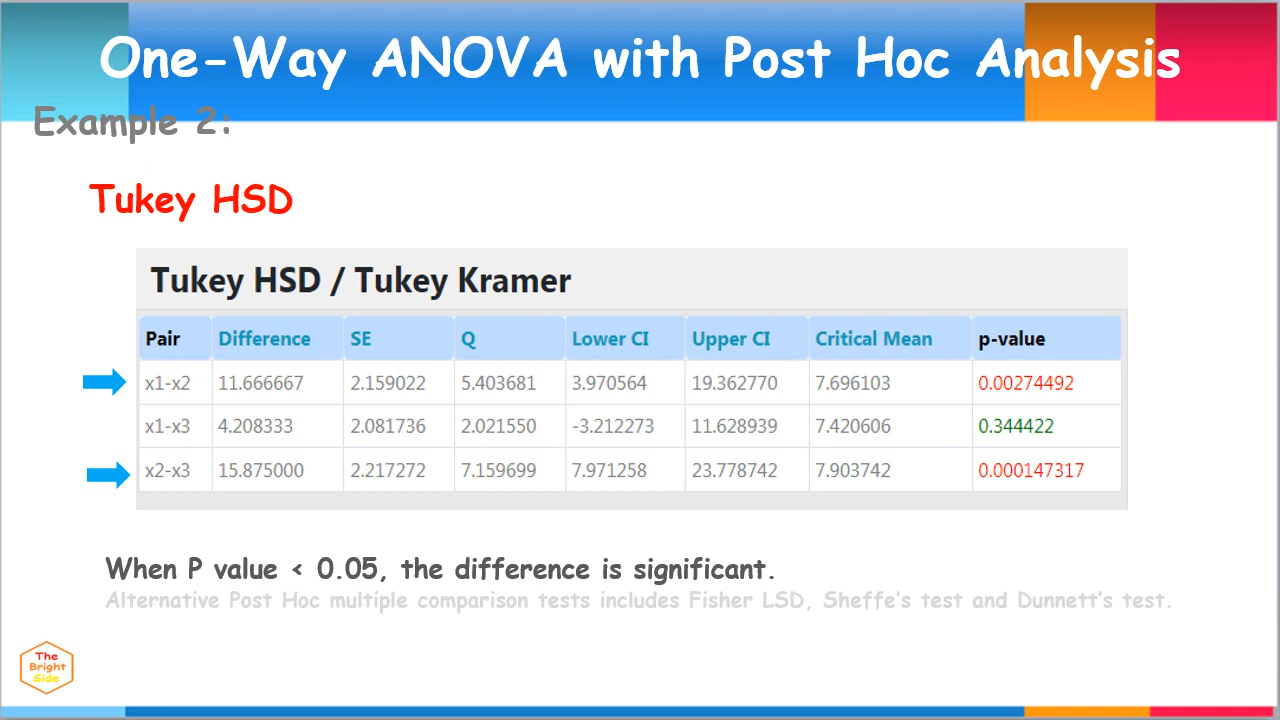 One-Way ANOVA with Post Hoc Analysis
Example 2:
Tukey HSD
Tukey HSD / Tukey Kramer
Pair Difference SE Q Lower CI Upper CI Critical Mean p-value
x1-x2 11.666667 2.159022 5.403681 3.970564 19.362770 7.696103 0.00274492
x1-x3 4.208333 2.081736 2.021550 -3.212273 11.628939 7.420606 0.344422
x2-x3 15.875000 2.217272 7.159699 7.971258 23.778742 7.903742 0.000147317
When P value < 0.05, the difference is significant.
Alternative Post Hoc multiple comparison tests includes Fisher LSD, Sheffe's test and Dunnett's test.
The
Bright
Side